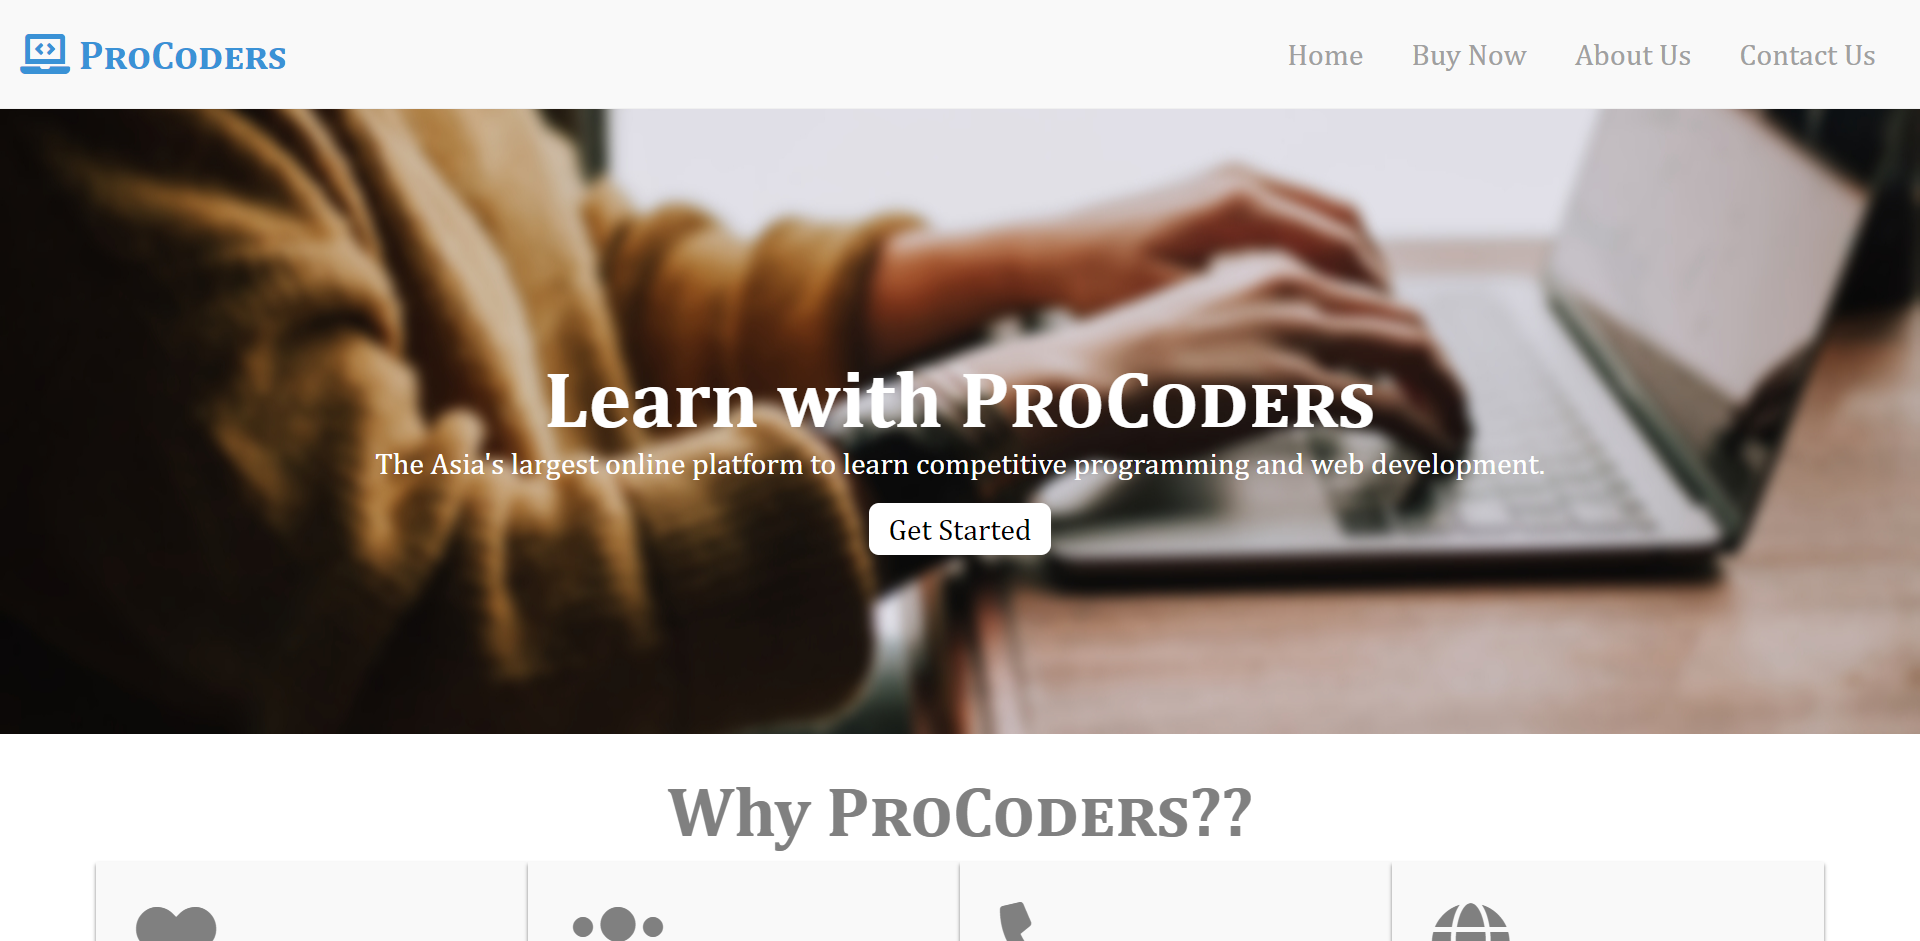 ProCoders
Home
Buy Now
About Us
Contact Us
Learn with ProCoders
The Asia's largest online platform to learn competitive programming and web development.
Get Started
Why ProCoders??